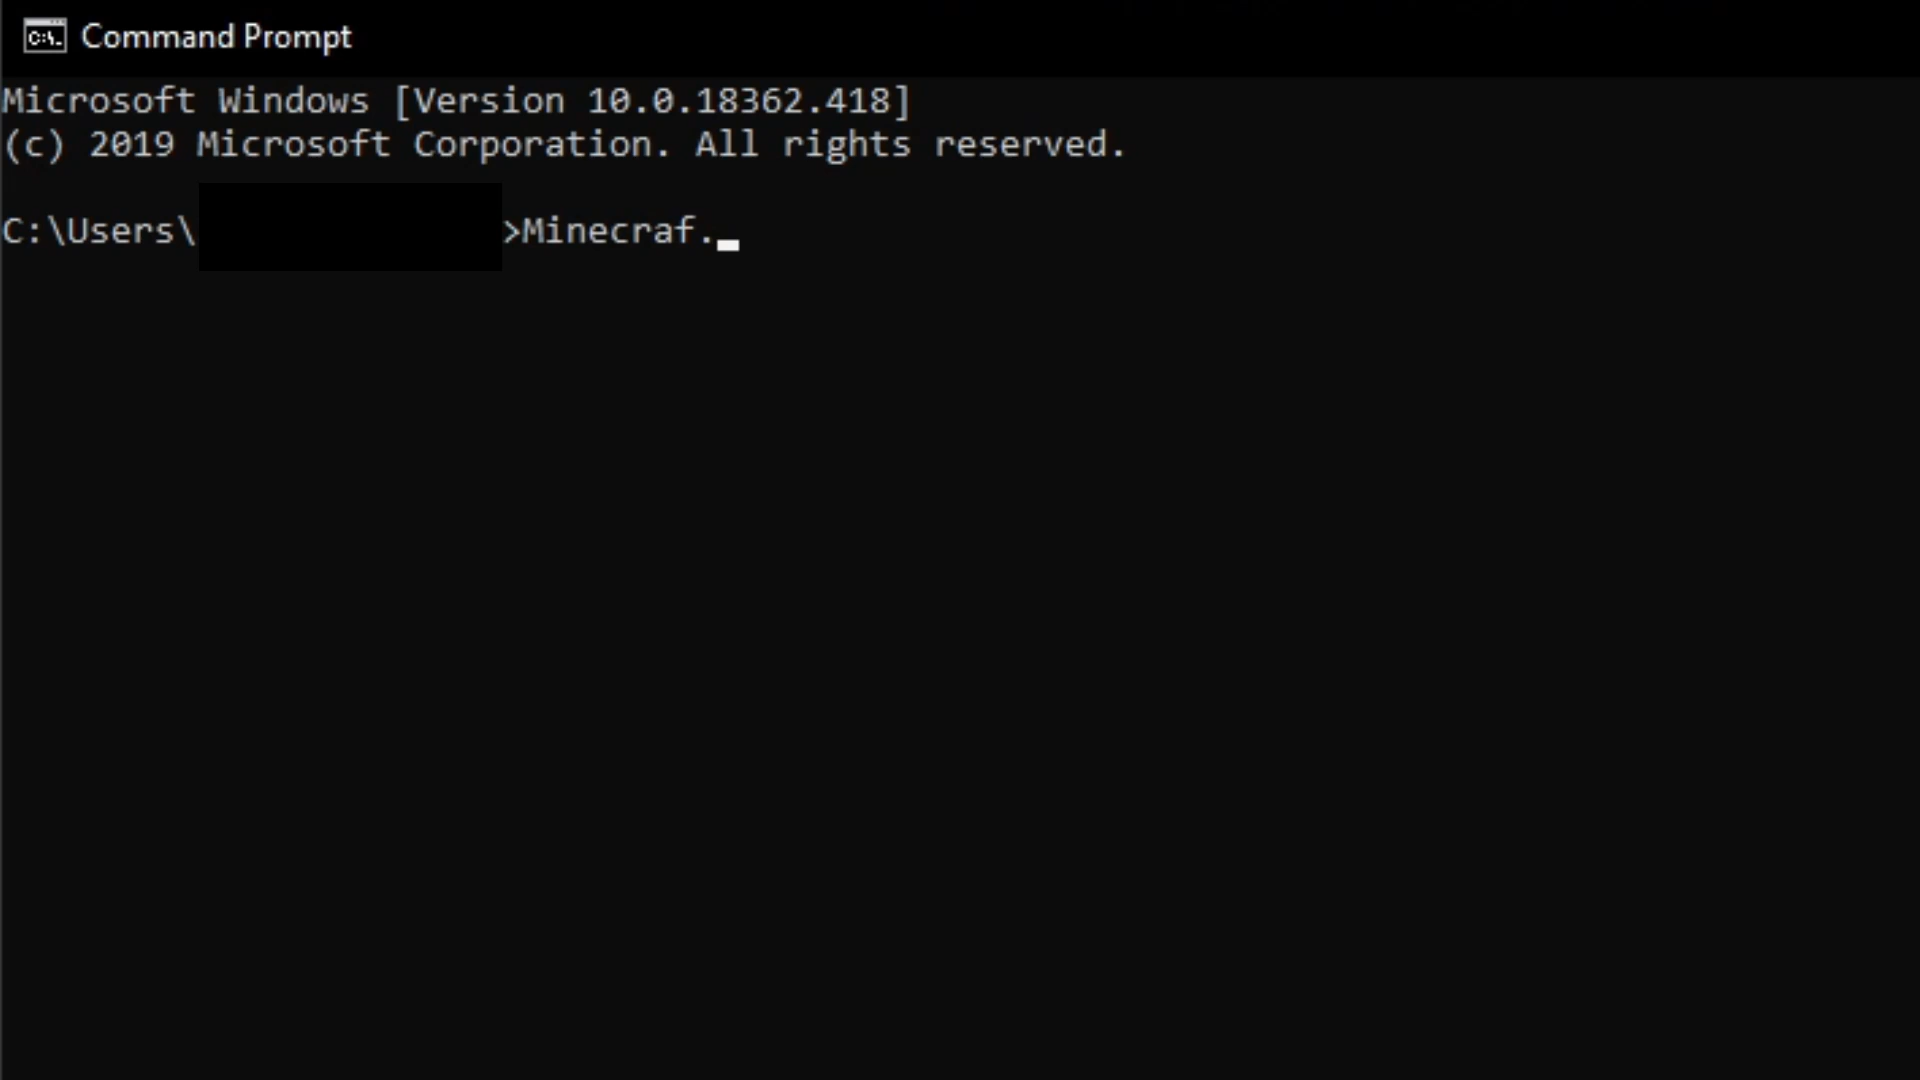 C:\. Command Prompt
Microsoft Windows [Version 10.0.18362.418]
(c) 2019 Microsoft Corporation. All rights reserved.
C:\Users\ >Minecraf._